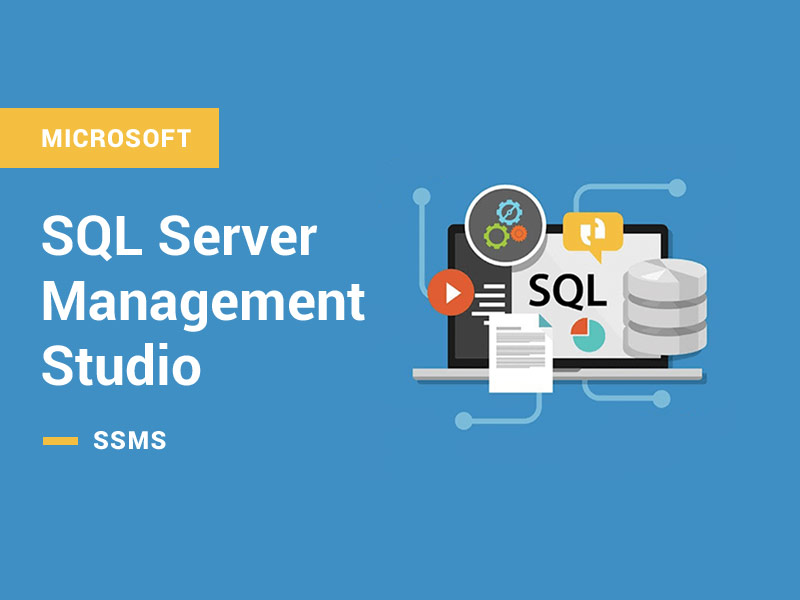 MICROSOFT
SQL Server
Management
Studio
SSMS
SQL